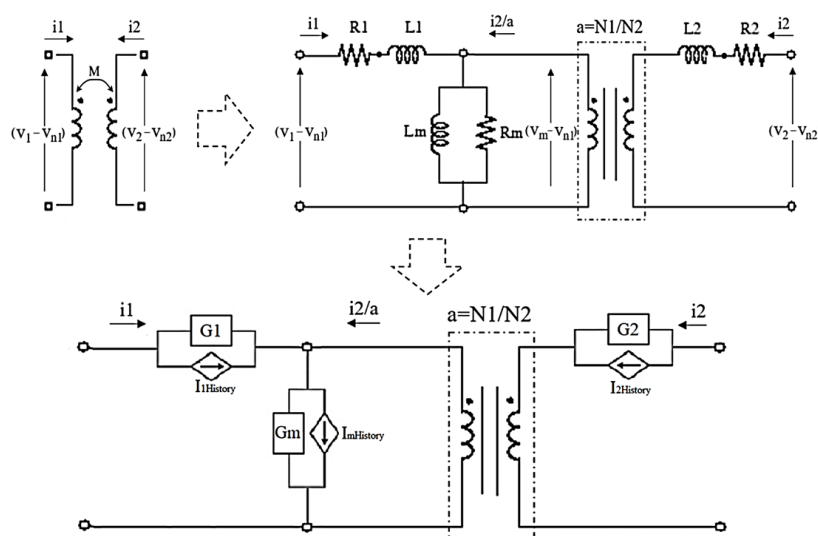 i1
i2
M
(v1-vn1)
(v2-vn2)
i1
R1
L1
i2/a
a=N1/N2
L2
R2
i2
(v1-vn1)
Lm
Rm
(vm-vn1)
(v2-vn2
i1
G1
I1History
i2/a
a=N1/N2
G2
i2
I2History
Gm
ImHistory